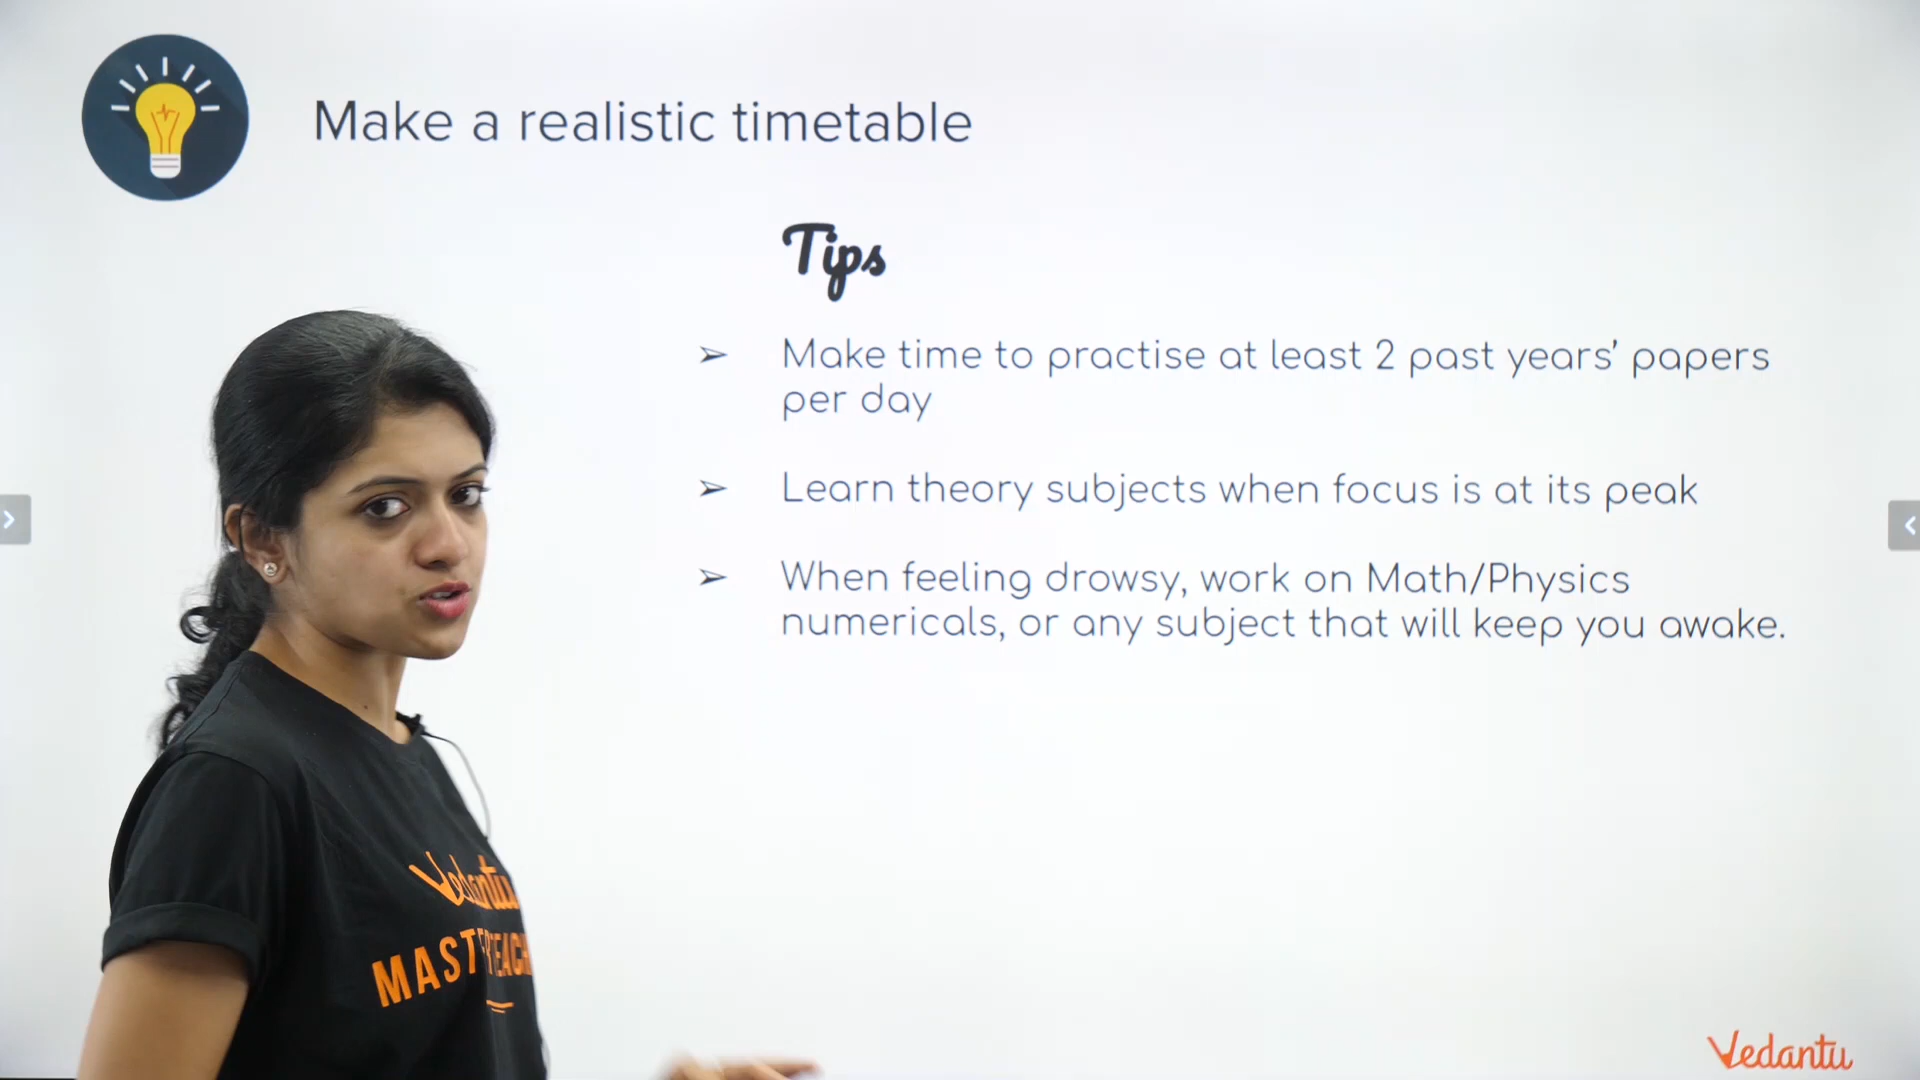 Make a realistic timetable
Tips
➢ Make time to practise at least 2 past years’ papers
per day
➢ Learn theory subjects when focus is at its peak
➢ When feeling drowsy, work on Math/Physics
numericals, or any subject that will keep you awake.
Vedantu
Vedantu